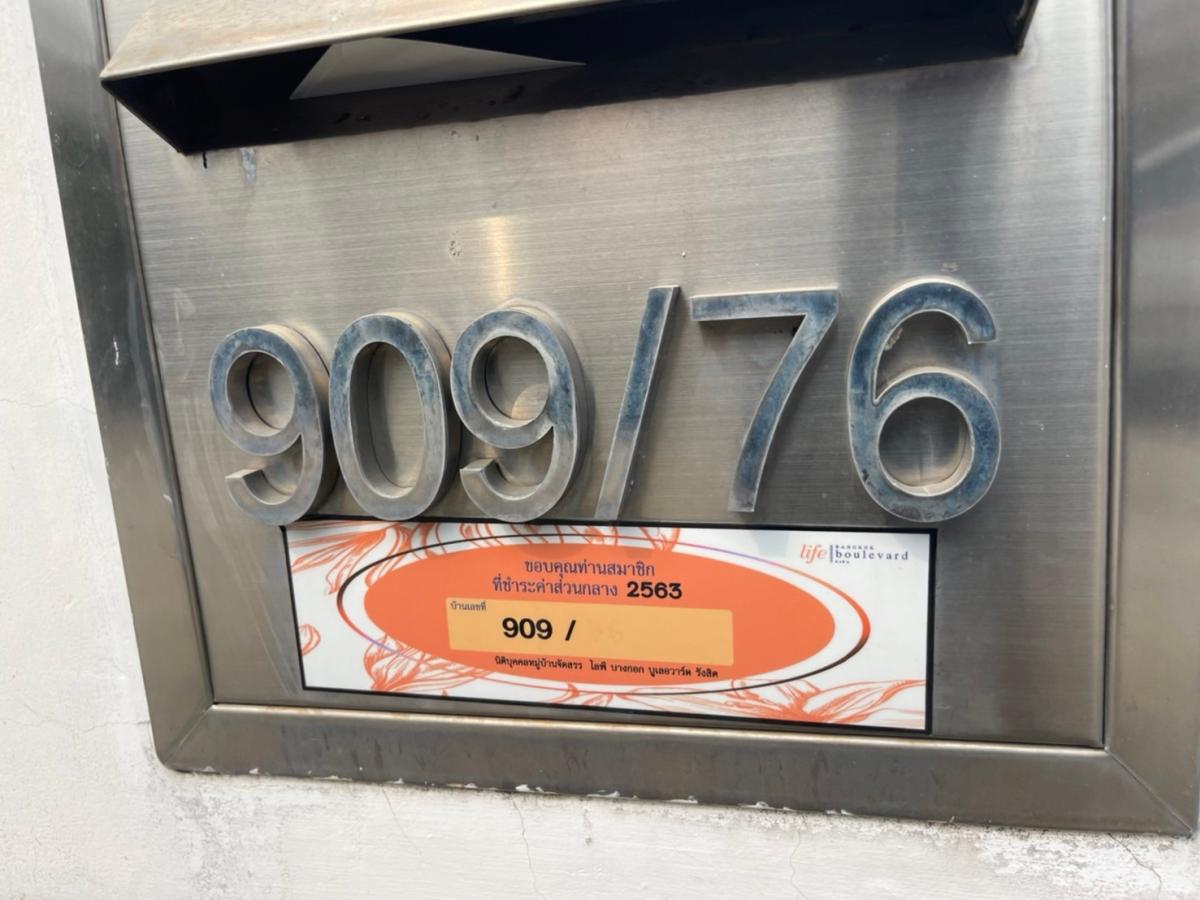 909/76
life BANGKOK boulevard
ขอบคุณท่านสมาชิก
ที่ชำระค่าส่วนกลาง 2563
บ้านเลขที่
909 /
นิติบุคคลหมู่บ้านจัดสรร ไลฟ์ บางกอก บูเลอวาร์ด รังสิต